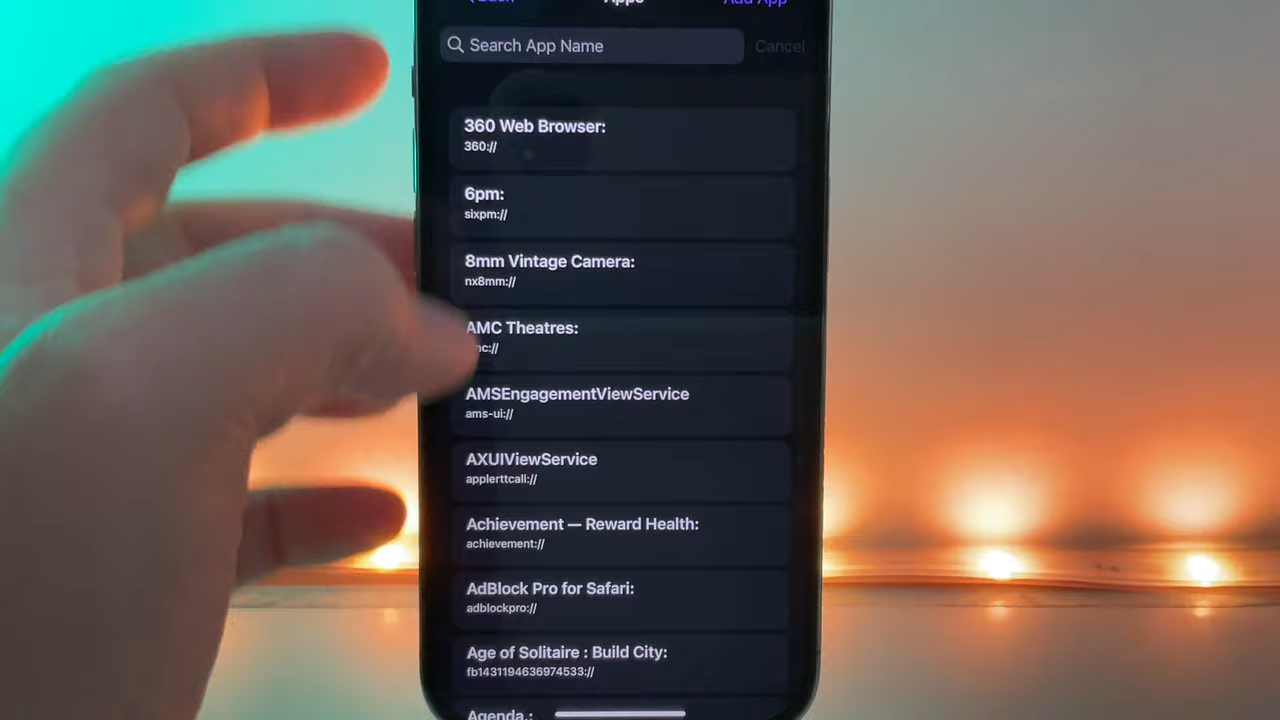 Back Apps Add App
Search App Name Cancel
360 Web Browser:
360://
6pm:
sixpm://
8mm Vintage Camera:
nx8mm://
AMC Theatres:
mc://
AMSEngagementViewService
ams-ui://
AXUIViewService
applerttcall://
Achievement — Reward Health:
achievement://
AdBlock Pro for Safari:
adblockpro://
Age of Solitaire : Build City:
fb1431194636974533://
Agenda.: